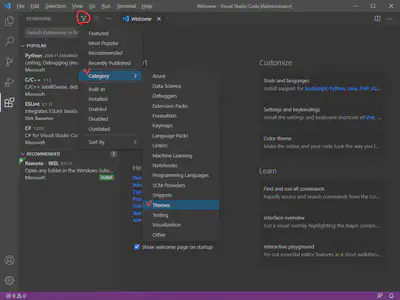 File Edit Selection View Go Run Terminal Help
Welcome - Visual Studio Code [Administrator]
EXTENSIONS
Welcome
Search Extensions in M
POPULAR
Python
Linting, Debugging (mu
Microsoft
C/C++
C/C++ IntelliSense, deb
Microsoft
ESLint
Integrates ESLint JavaS
Dirk Baeumer
C#
C# for Visual Studio Cod
Microsoft
RECOMMENDED
Remote - WSL
Open any folder in the Windows Subs
Microsoft
Install
Featured
Most Popular
Recommended
Recently Published
Category
Built-in
Installed
Enabled
Disabled
Outdated
Sort By
Azure
Data Science
Debuggers
Extension Packs
Formatters
Keymaps
Language Packs
Linters
Machine Learning
Notebooks
Programming Languages
SCM Providers
Snippets
Themes
Testing
Visualization
Other
Show welcome page on startup
Customize
Tools and languages
Install support for JavaScript, Python, Java, PHP,
Settings and keybindings
Install the settings and keyboard shortcuts of Vim,
Color theme
Make the editor and your code look the way you l
Learn
Find and run all commands
Rapidly access and search commands from the Co
Interface overview
Get a visual overlay highlighting the major compo
Interactive playground
Try out essential editor features in a short walkthro